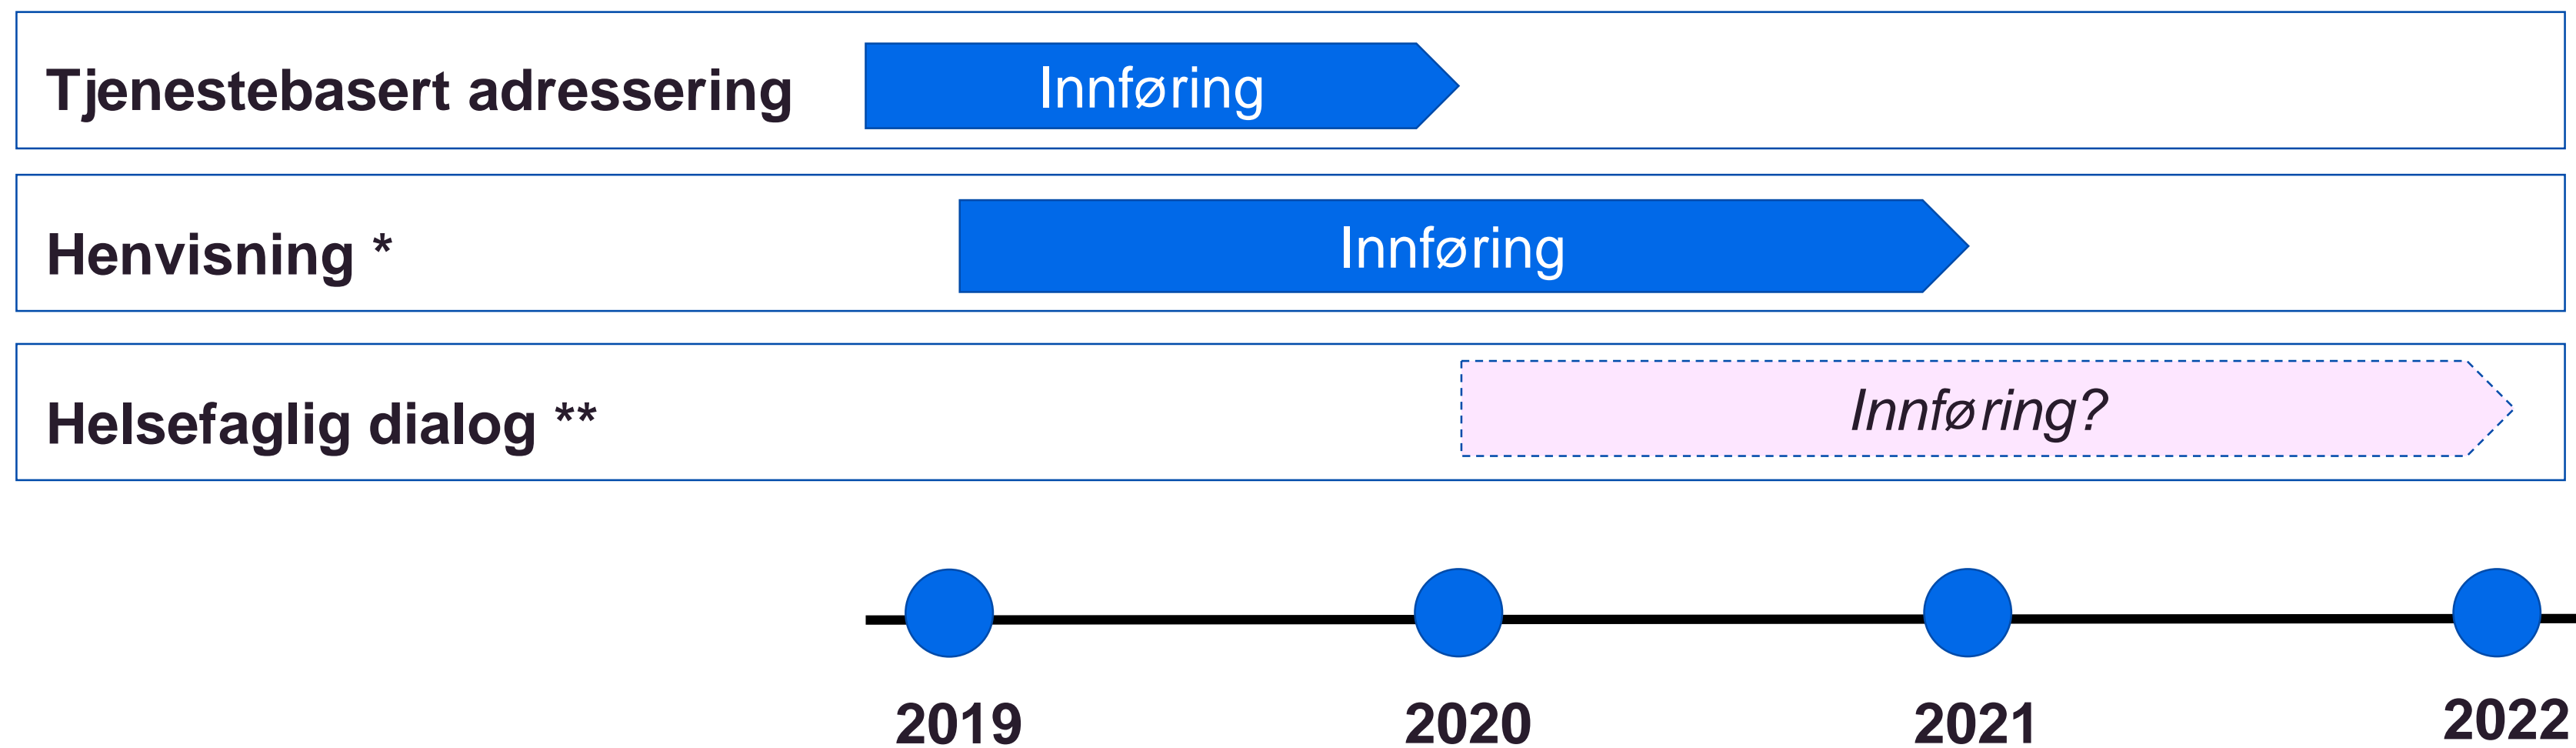 Tjenestebasert adressering
Innføring
Henvisning *
Innføring
Helsefaglig dialog **
Innføring?
2019
2020
2021
2022